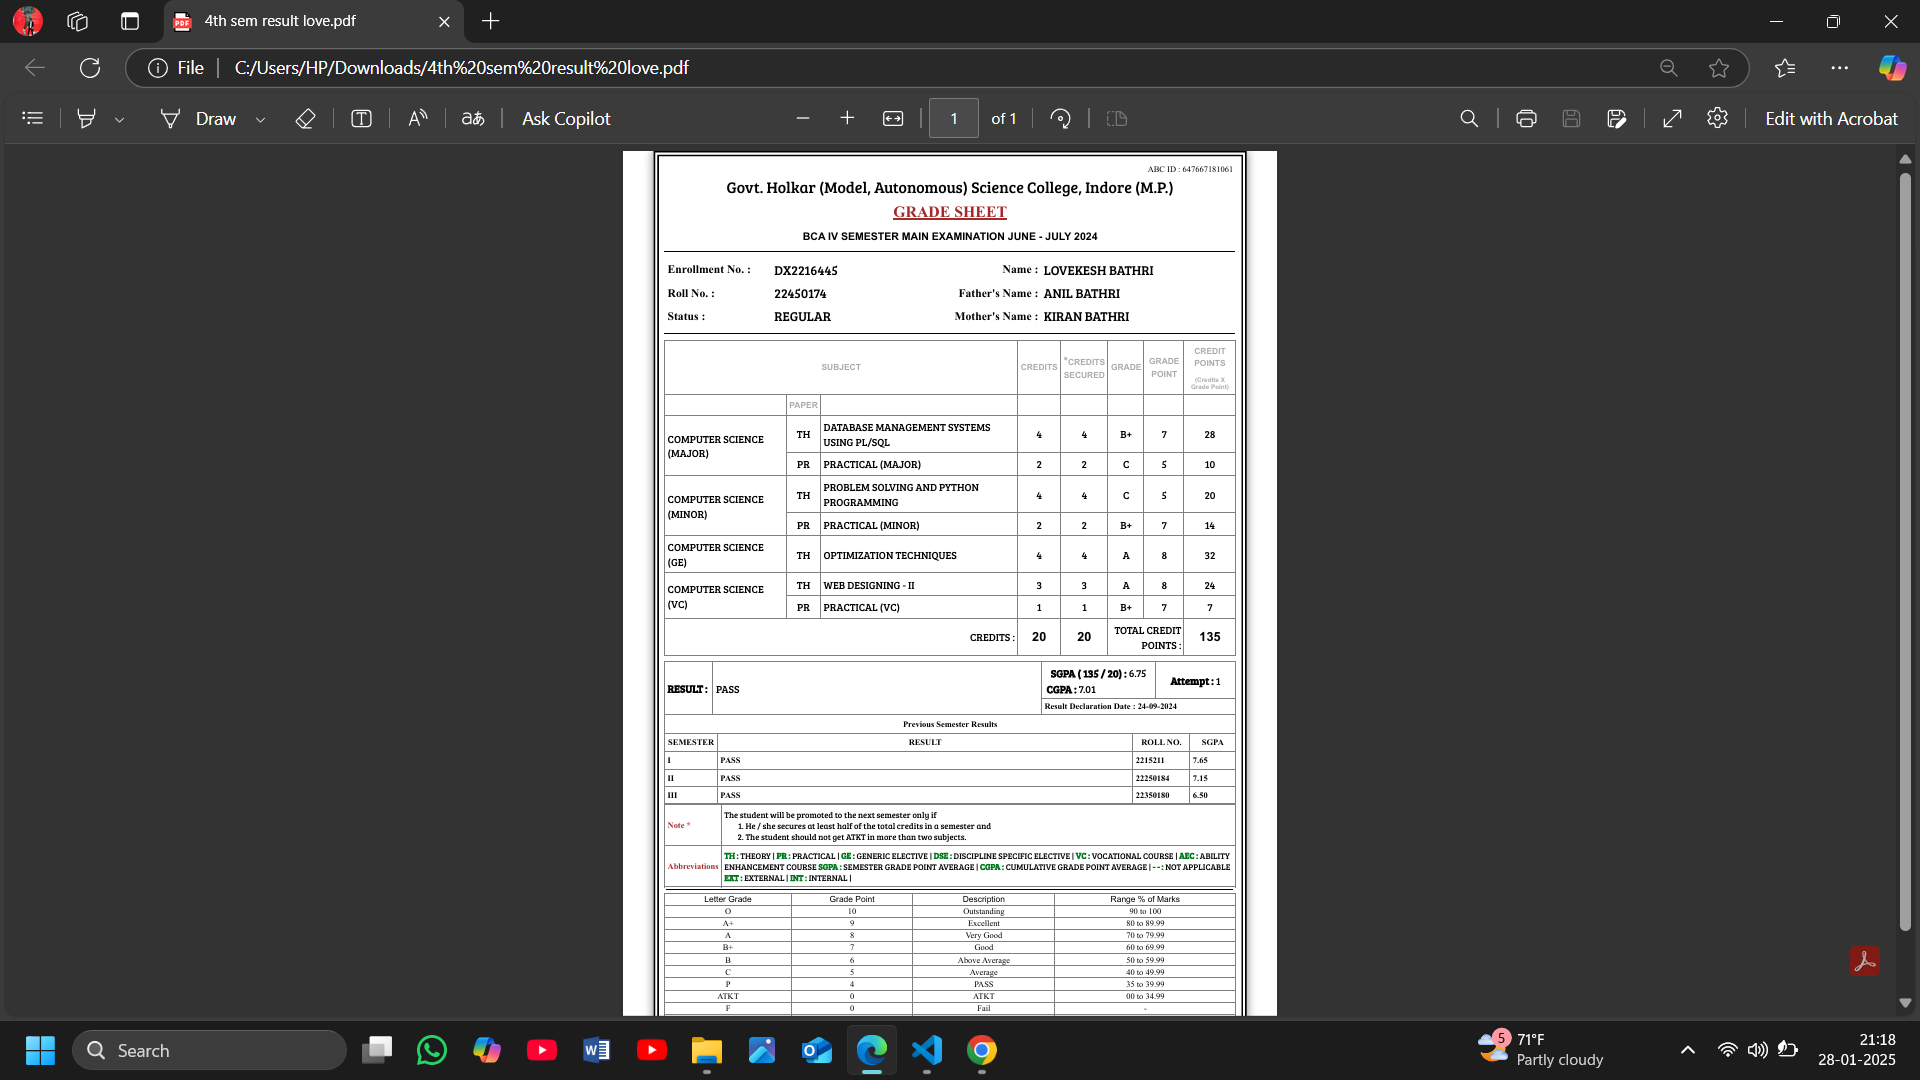 4th sem result love.pdf
File
C:/Users/HP/Downloads/4th%20sem%20result%20love.pdf
Draw
Ask Copilot
1 of 1
Edit with Acrobat
ABC ID : 647667181061
Govt. Holkar (Model, Autonomous) Science College, Indore (M.P.)
GRADE SHEET
BCA IV SEMESTER MAIN EXAMINATION JUNE - JULY 2024
Enrollment No. : DX2216445 Name : LOVEKESH BATHRI
Roll No. : 22450174 Father's Name : ANIL BATHRI
Status : REGULAR Mother's Name : KIRAN BATHRI
SUBJECT CREDITS *CREDITS SECURED GRADE GRADE POINT CREDIT POINTS (Credits X Grade Point)
PAPER
COMPUTER SCIENCE (MAJOR) TH DATABASE MANAGEMENT SYSTEMS USING PL/SQL 4 4 B+ 7 28
PR PRACTICAL (MAJOR) 2 2 C 5 10
COMPUTER SCIENCE (MINOR) TH PROBLEM SOLVING AND PYTHON PROGRAMMING 4 4 C 5 20
PR PRACTICAL (MINOR) 2 2 B+ 7 14
COMPUTER SCIENCE (GE) TH OPTIMIZATION TECHNIQUES 4 4 A 8 32
COMPUTER SCIENCE (VC) TH WEB DESIGNING - II 3 3 A 8 24
PR PRACTICAL (VC) 1 1 B+ 7 7
CREDITS : 20 20 TOTAL CREDIT POINTS : 135
RESULT : PASS
SGPA ( 135 / 20) : 6.75
CGPA : 7.01
Attempt : 1
Result Declaration Date : 24-09-2024
Previous Semester Results
SEMESTER RESULT ROLL NO. SGPA
I PASS 2215211 7.65
II PASS 22250184 7.15
III PASS 22350180 6.50
Note *
The student will be promoted to the next semester only if
1. He / she secures at least half of the total credits in a semester and
2. The student should not get ATKT in more than two subjects.
Abbreviations
TH : THEORY | PR : PRACTICAL | GE : GENERIC ELECTIVE | DSE : DISCIPLINE SPECIFIC ELECTIVE | VC : VOCATIONAL COURSE | AEC : ABILITY
ENHANCEMENT COURSE SGPA : SEMESTER GRADE POINT AVERAGE | CGPA : CUMULATIVE GRADE POINT AVERAGE | -- : NOT APPLICABLE
EXT : EXTERNAL | INT : INTERNAL |
Letter Grade Grade Point Description Range % of Marks
O 10 Outstanding 90 to 100
A+ 9 Excellent 80 to 89.99
A 8 Very Good 70 to 79.99
B+ 7 Good 60 to 69.99
B 6 Above Average 50 to 59.99
C 5 Average 40 to 49.99
P 4 PASS 35 to 39.99
ATKT 0 ATKT 00 to 34.99
F 0 Fail -
Search
5
71°F
Partly cloudy
21:18
28-01-2025